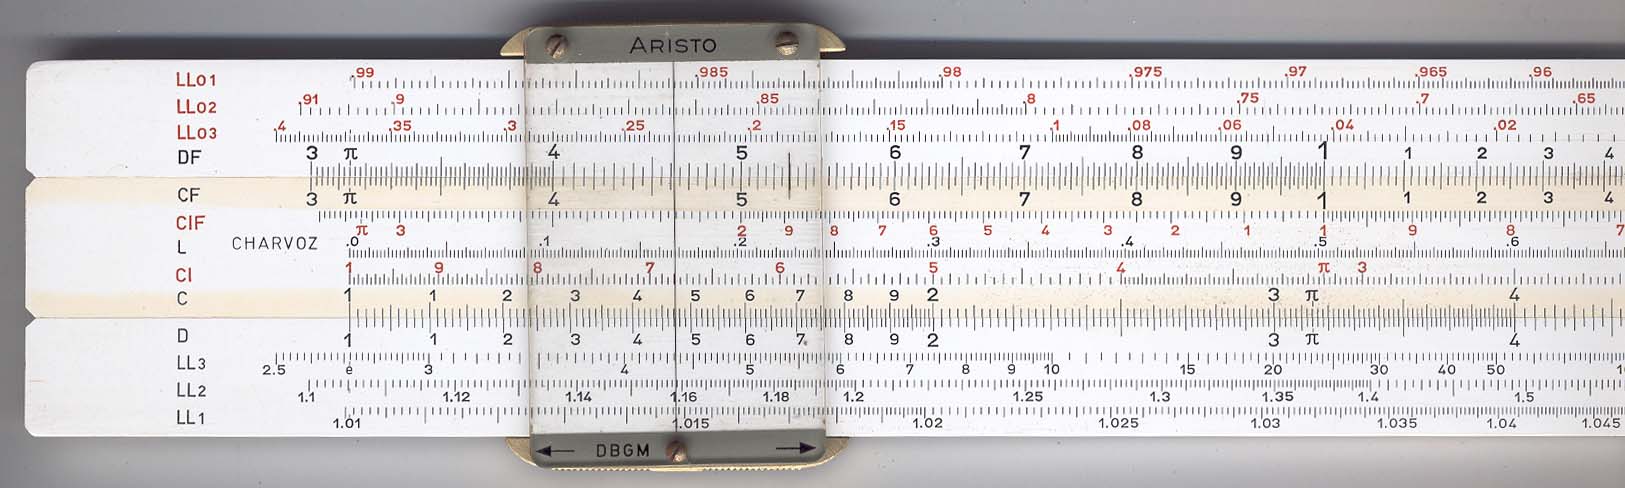 ARISTO
LL01 .99 .985 .98 .975 .97 .965 .96
LL02 .91 .9 .85 .8 .75 .7 .65
LL03 .4 .35 .3 .25 .2 .15 .1 .08 .06 .04 .02
DF 3 π 4 5 6 7 8 9 1 1 2 3 4
CF 3 π 4 5 6 7 8 9 1 1 2 3 4
CIF π 3 2 9 8 7 6 5 4 3 2 1 1 9 8 7
L CHARVOZ .0 .1 .2 .3 .4 .5 .6
CI 1 9 8 7 6 5 4 π 3
C 1 1 2 3 4 5 6 7 8 9 2 3 π 4
D 1 1 2 3 4 5 6 7 8 9 2 3 π 4
LL3 2.5 e 3 4 5 6 7 8 9 10 15 20 30 40 50
LL2 1.1 1.12 1.14 1.16 1.18 1.2 1.25 1.3 1.35 1.4 1.5
LL1 1.01 1.015 1.02 1.025 1.03 1.035 1.04 1.045
DBGM